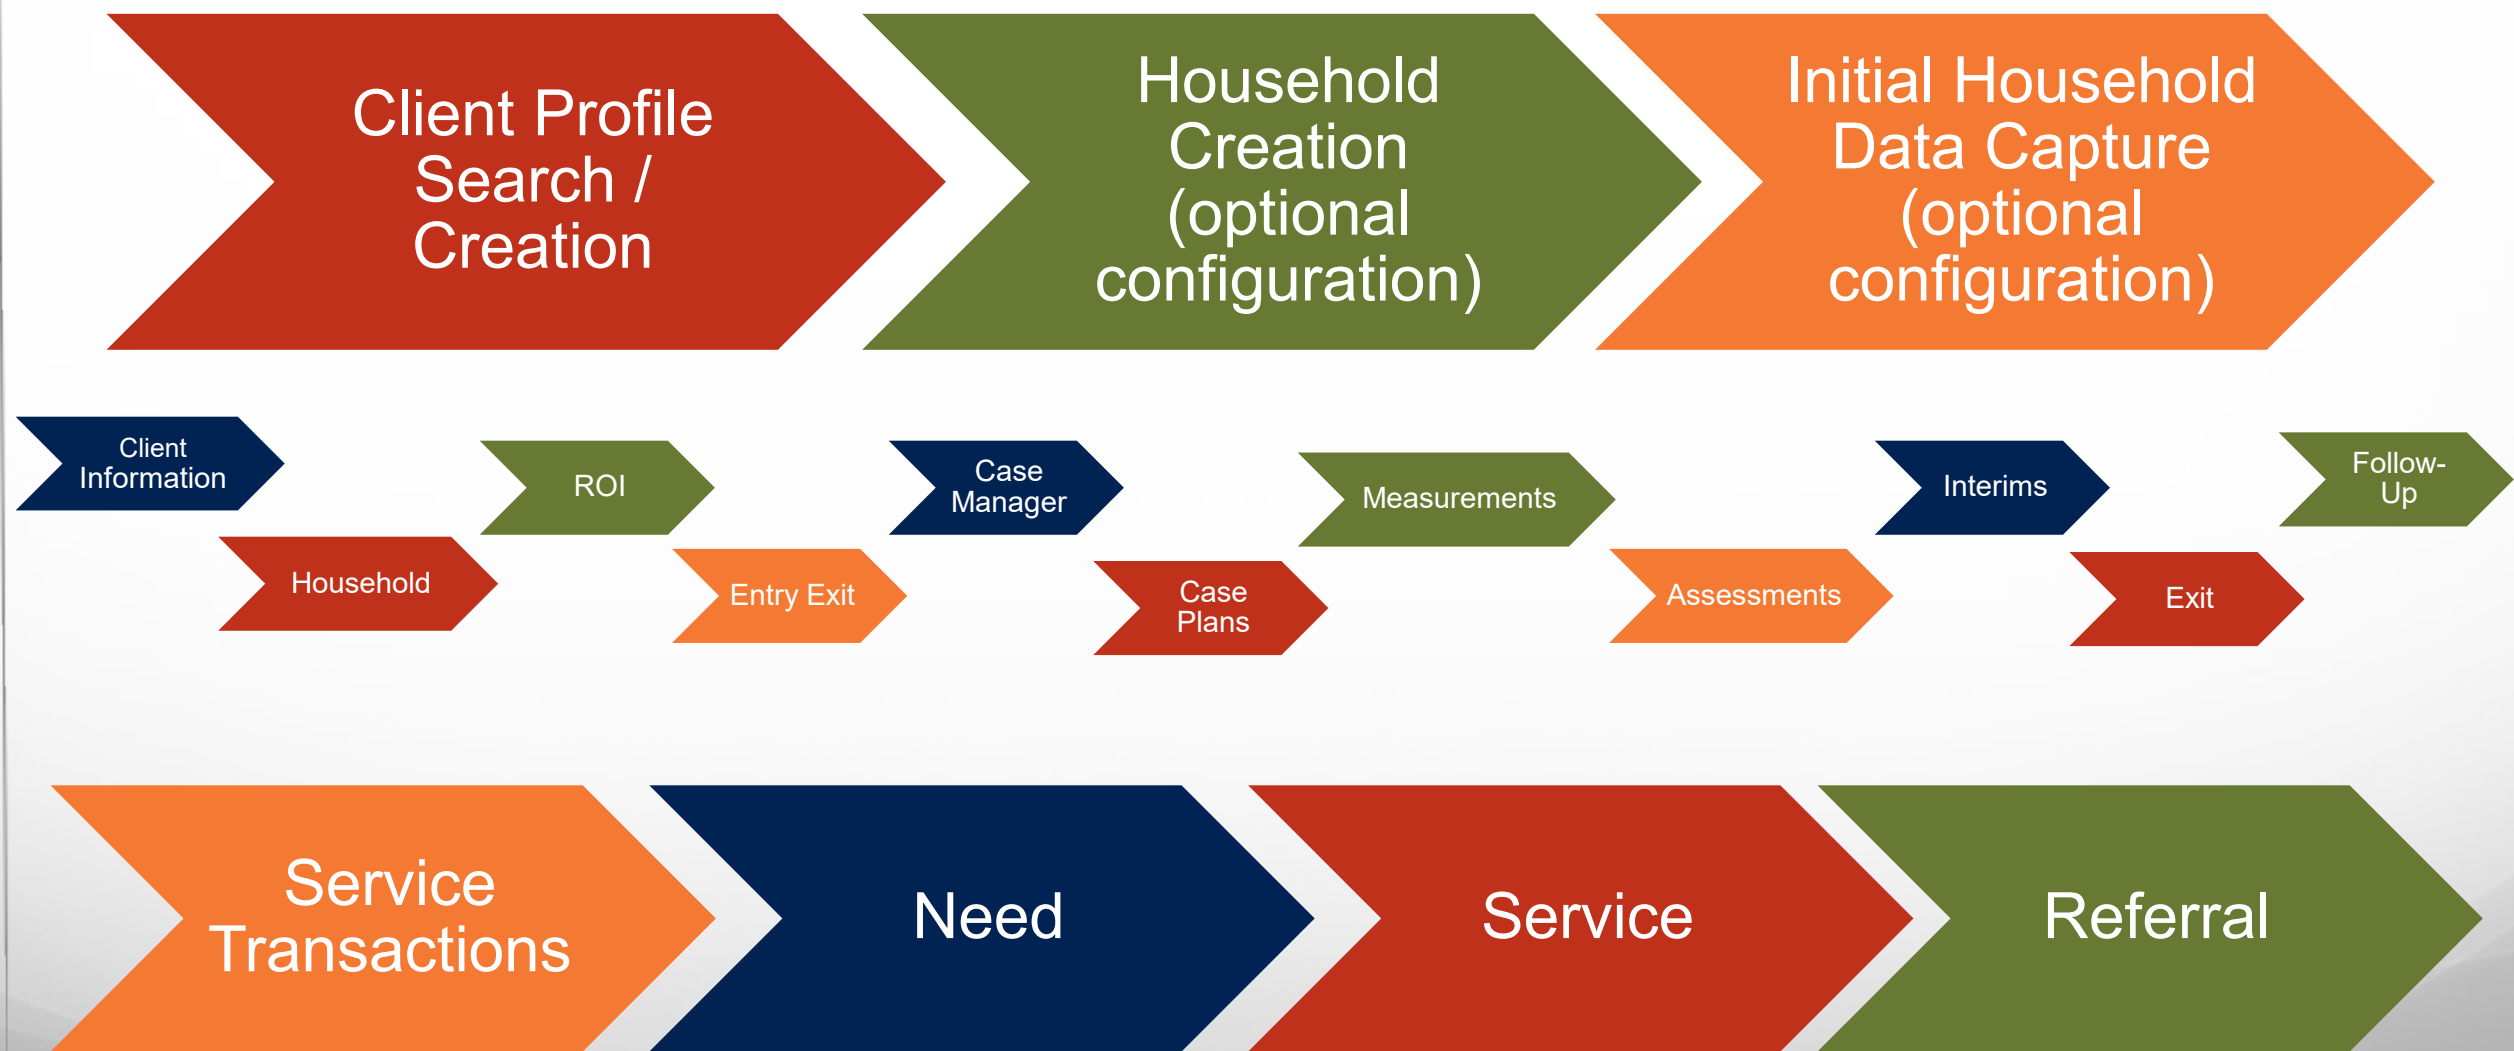 Client Profile
Search /
Creation
Household
Creation
(optional
configuration)
Initial Household
Data Capture
(optional
configuration)
Client
Information
Household
ROI
Entry Exit
Case
Manager
Case
Plans
Measurements
Assessments
Interims
Exit
Follow-
Up
Service
Transactions
Need
Service
Referral